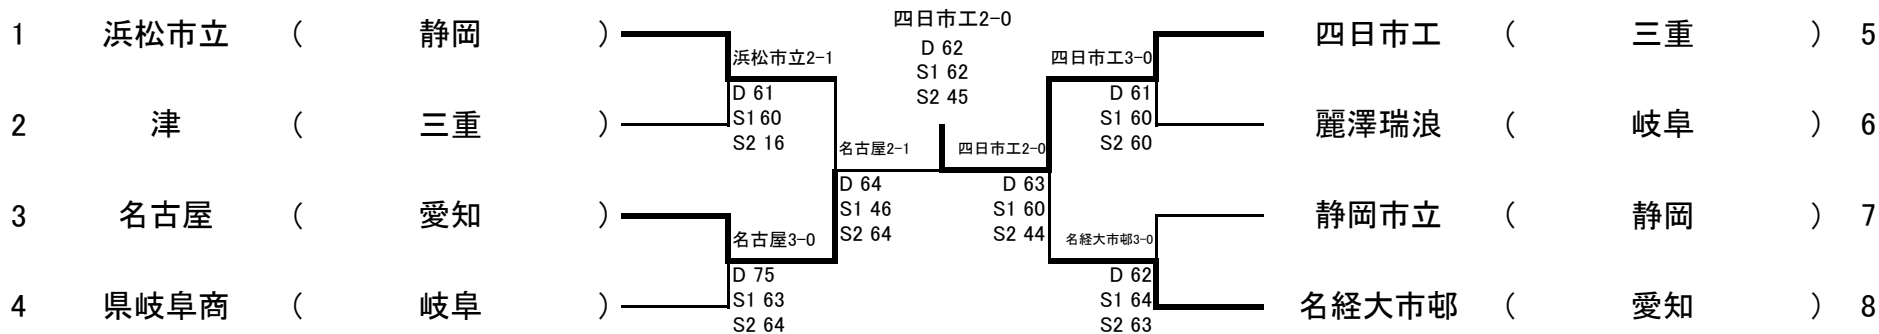 四日市工2-0
D 62
S1 62
S2 45
1 浜松市立 ( 静岡 )
浜松市立2-1
D 61
S1 60
S2 16
2 津 ( 三重 )
名古屋2-1
D 64
S1 46
S2 64
3 名古屋 ( 愛知 )
名古屋3-0
D 75
S1 63
S2 64
4 県岐阜商 ( 岐阜 )
四日市工 ( 三重 ) 5
四日市工3-0
D 61
S1 60
S2 60
麗澤瑞浪 ( 岐阜 ) 6
四日市工2-0
D 63
S1 60
S2 44
静岡市立 ( 静岡 ) 7
名経大市邨3-0
D 62
S1 64
S2 63
名経大市邨 ( 愛知 ) 8